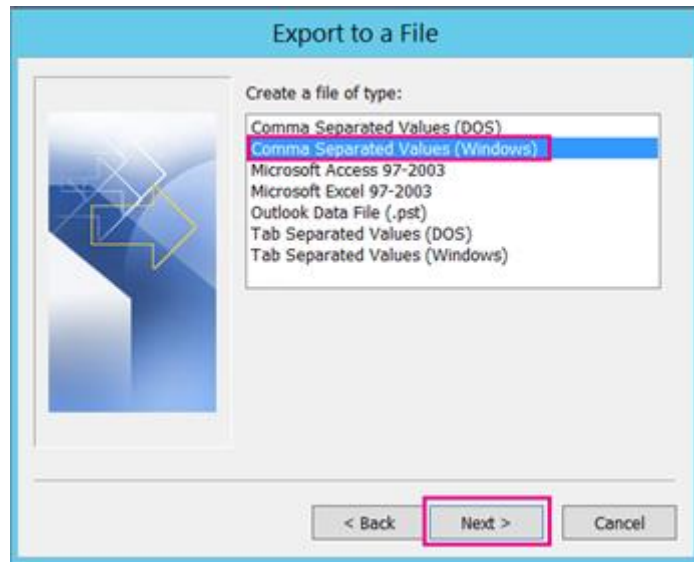 Export to a File
Create a file of type:
Comma Separated Values (DOS)
Comma Separated Values (Windows)
Microsoft Access 97-2003
Microsoft Excel 97-2003
Outlook Data File (.pst)
Tab Separated Values (DOS)
Tab Separated Values (Windows)
< Back
Next >
Cancel